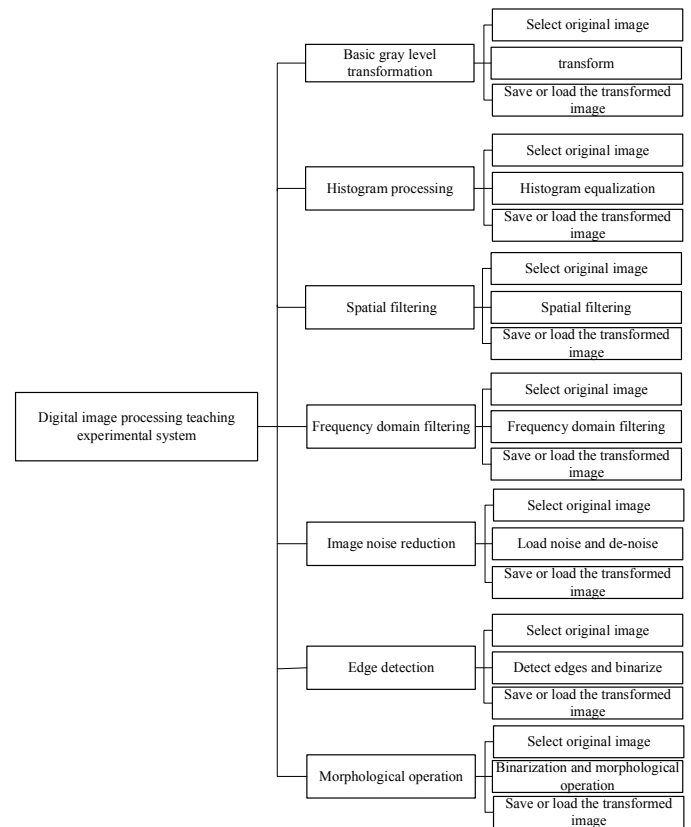 Digital image processing teaching
experimental system
Basic gray level
transformation
Select original image
transform
Save or load the transformed
image
Histogram processing
Select original image
Histogram equalization
Save or load the transformed
image
Spatial filtering
Select original image
Spatial filtering
Save or load the transformed
image
Frequency domain filtering
Select original image
Frequency domain filtering
Save or load the transformed
image
Image noise reduction
Select original image
Load noise and de-noise
Save or load the transformed
image
Edge detection
Select original image
Detect edges and binarize
Save or load the transformed
image
Morphological operation
Select original image
Binarization and morphological
operation
Save or load the transformed
image